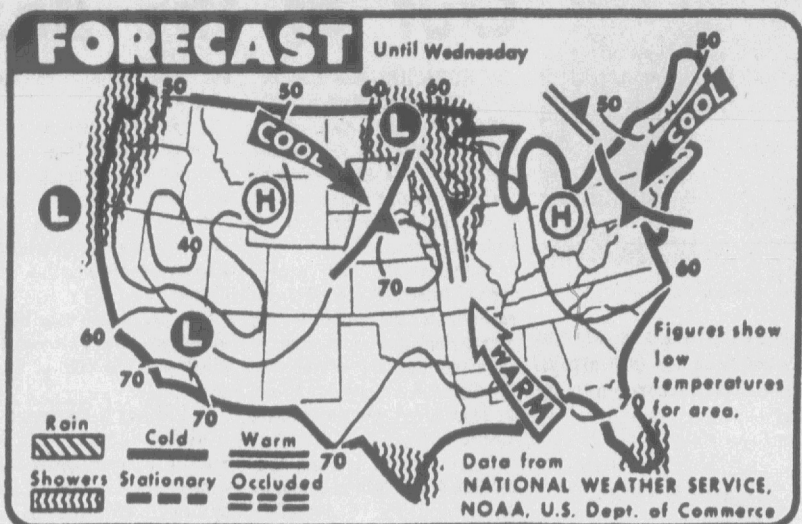 FORECAST
Until Wednesday
50
50
60
60
50
L
COOL
50
COOL
L
H
H
40
70
60
L
60
70
70
WARM
Figures show
low
temperatures
for area.
70
70
Rain
Cold
Warm
Showers
Stationary
Occluded
Data from
NATIONAL WEATHER SERVICE,
NOAA, U.S. Dept. of Commerce